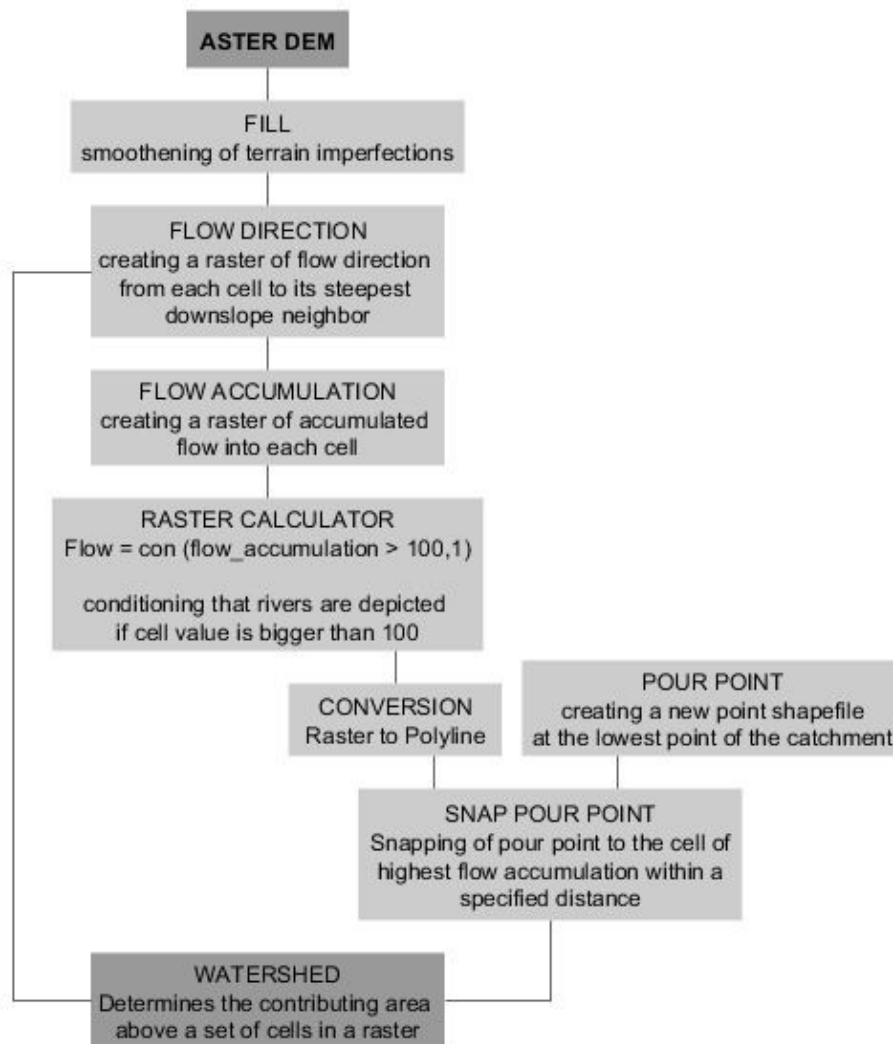 ASTER DEM
FILL
smoothening of terrain imperfections
FLOW DIRECTION
creating a raster of flow direction
from each cell to its steepest
downslope neighbor
FLOW ACCUMULATION
creating a raster of accumulated
flow into each cell
RASTER CALCULATOR
Flow = con (flow_accumulation > 100,1)
conditioning that rivers are depicted
if cell value is bigger than 100
CONVERSION
Raster to Polyline
POUR POINT
creating a new point shapefile
at the lowest point of the catchment
SNAP POUR POINT
Snapping of pour point to the cell of
highest flow accumulation within a
specified distance
WATERSHED
Determines the contributing area
above a set of cells in a raster